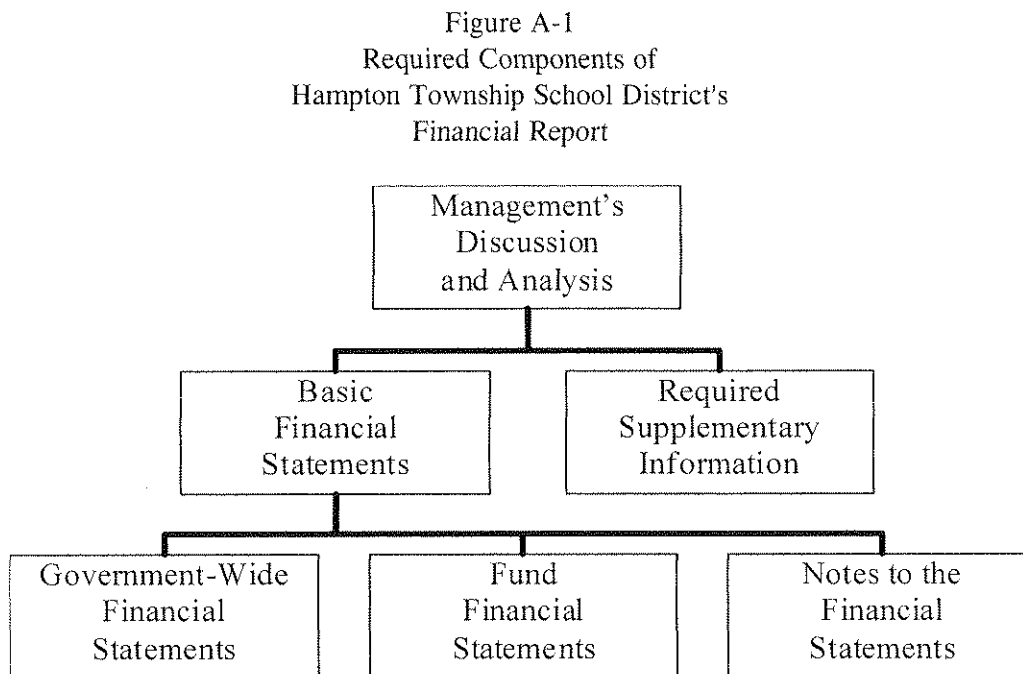 Figure A-1
Required Components of
Hampton Township School District's
Financial Report
Management's
Discussion
and Analysis
Basic
Financial
Statements
Required
Supplementary
Information
Government-Wide
Financial
Statements
Fund
Financial
Statements
Notes to the
Financial
Statements